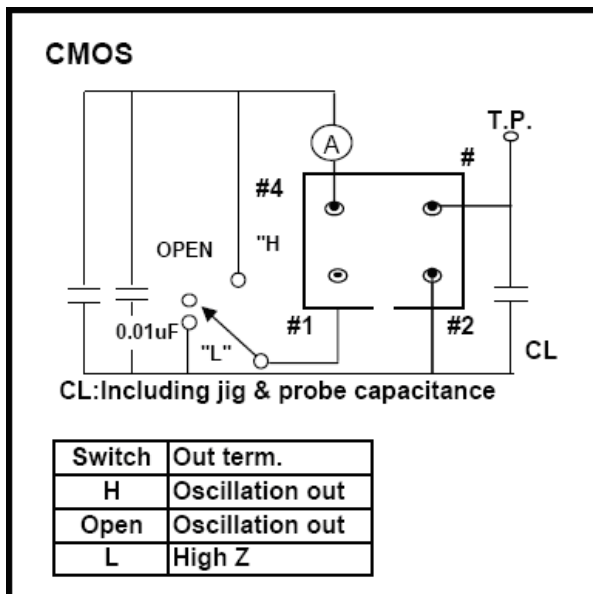 CMOS
T.P.
A
#
#4
OPEN
"H
0.01uF
"L"
#1
#2
CL
CL:Including jig & probe capacitance
Switch Out term.
H Oscillation out
Open Oscillation out
L High Z